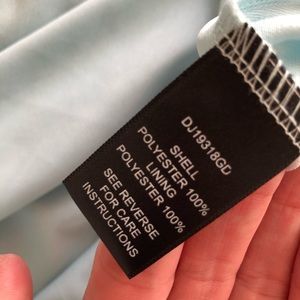 DJ19318GD
SHELL
POLYESTER 100%
LINING
POLYESTER 100%
SEE REVERSE
FOR CARE
INSTRUCTIONS